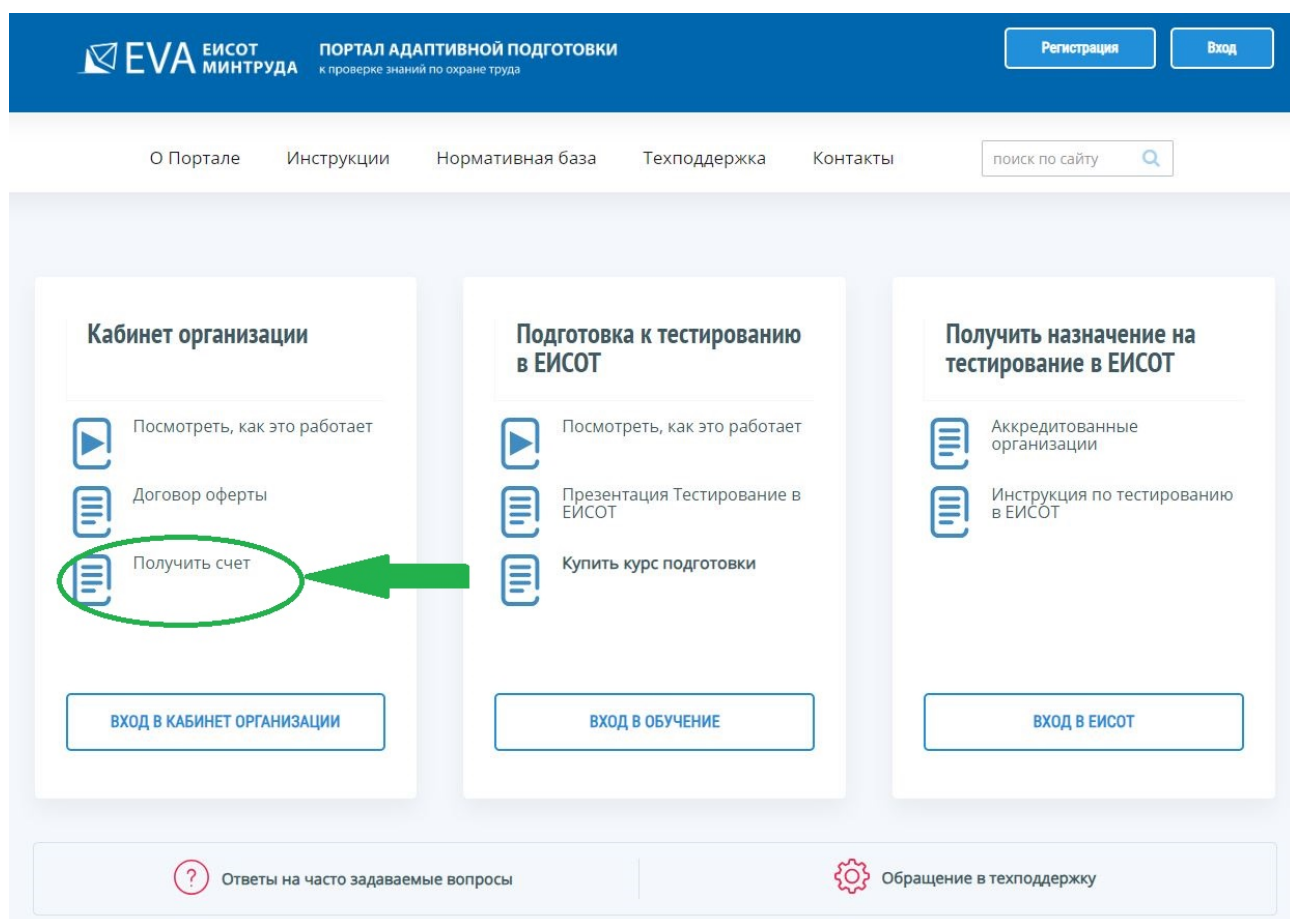 EVA ЕИСОТ МИНТРУДА
ПОРТАЛ АДАПТИВНОЙ ПОДГОТОВКИ
к проверке знаний по охране труда
Регистрация
Вход
О Портале
Инструкции
Нормативная база
Техподдержка
Контакты
поиск по сайту
Кабинет организации
Посмотреть, как это работает
Договор оферты
Получить счет
ВХОД В КАБИНЕТ ОРГАНИЗАЦИИ
Подготовка к тестированию
в ЕИСОТ
Посмотреть, как это работает
Презентация Тестирование в
ЕИСОТ
Купить курс подготовки
ВХОД В ОБУЧЕНИЕ
Получить назначение на
тестирование в ЕИСОТ
Аккредитованные
организации
Инструкция по тестированию
в ЕИСОТ
ВХОД В ЕИСОТ
Ответы на часто задаваемые вопросы
Обращение в техподдержку